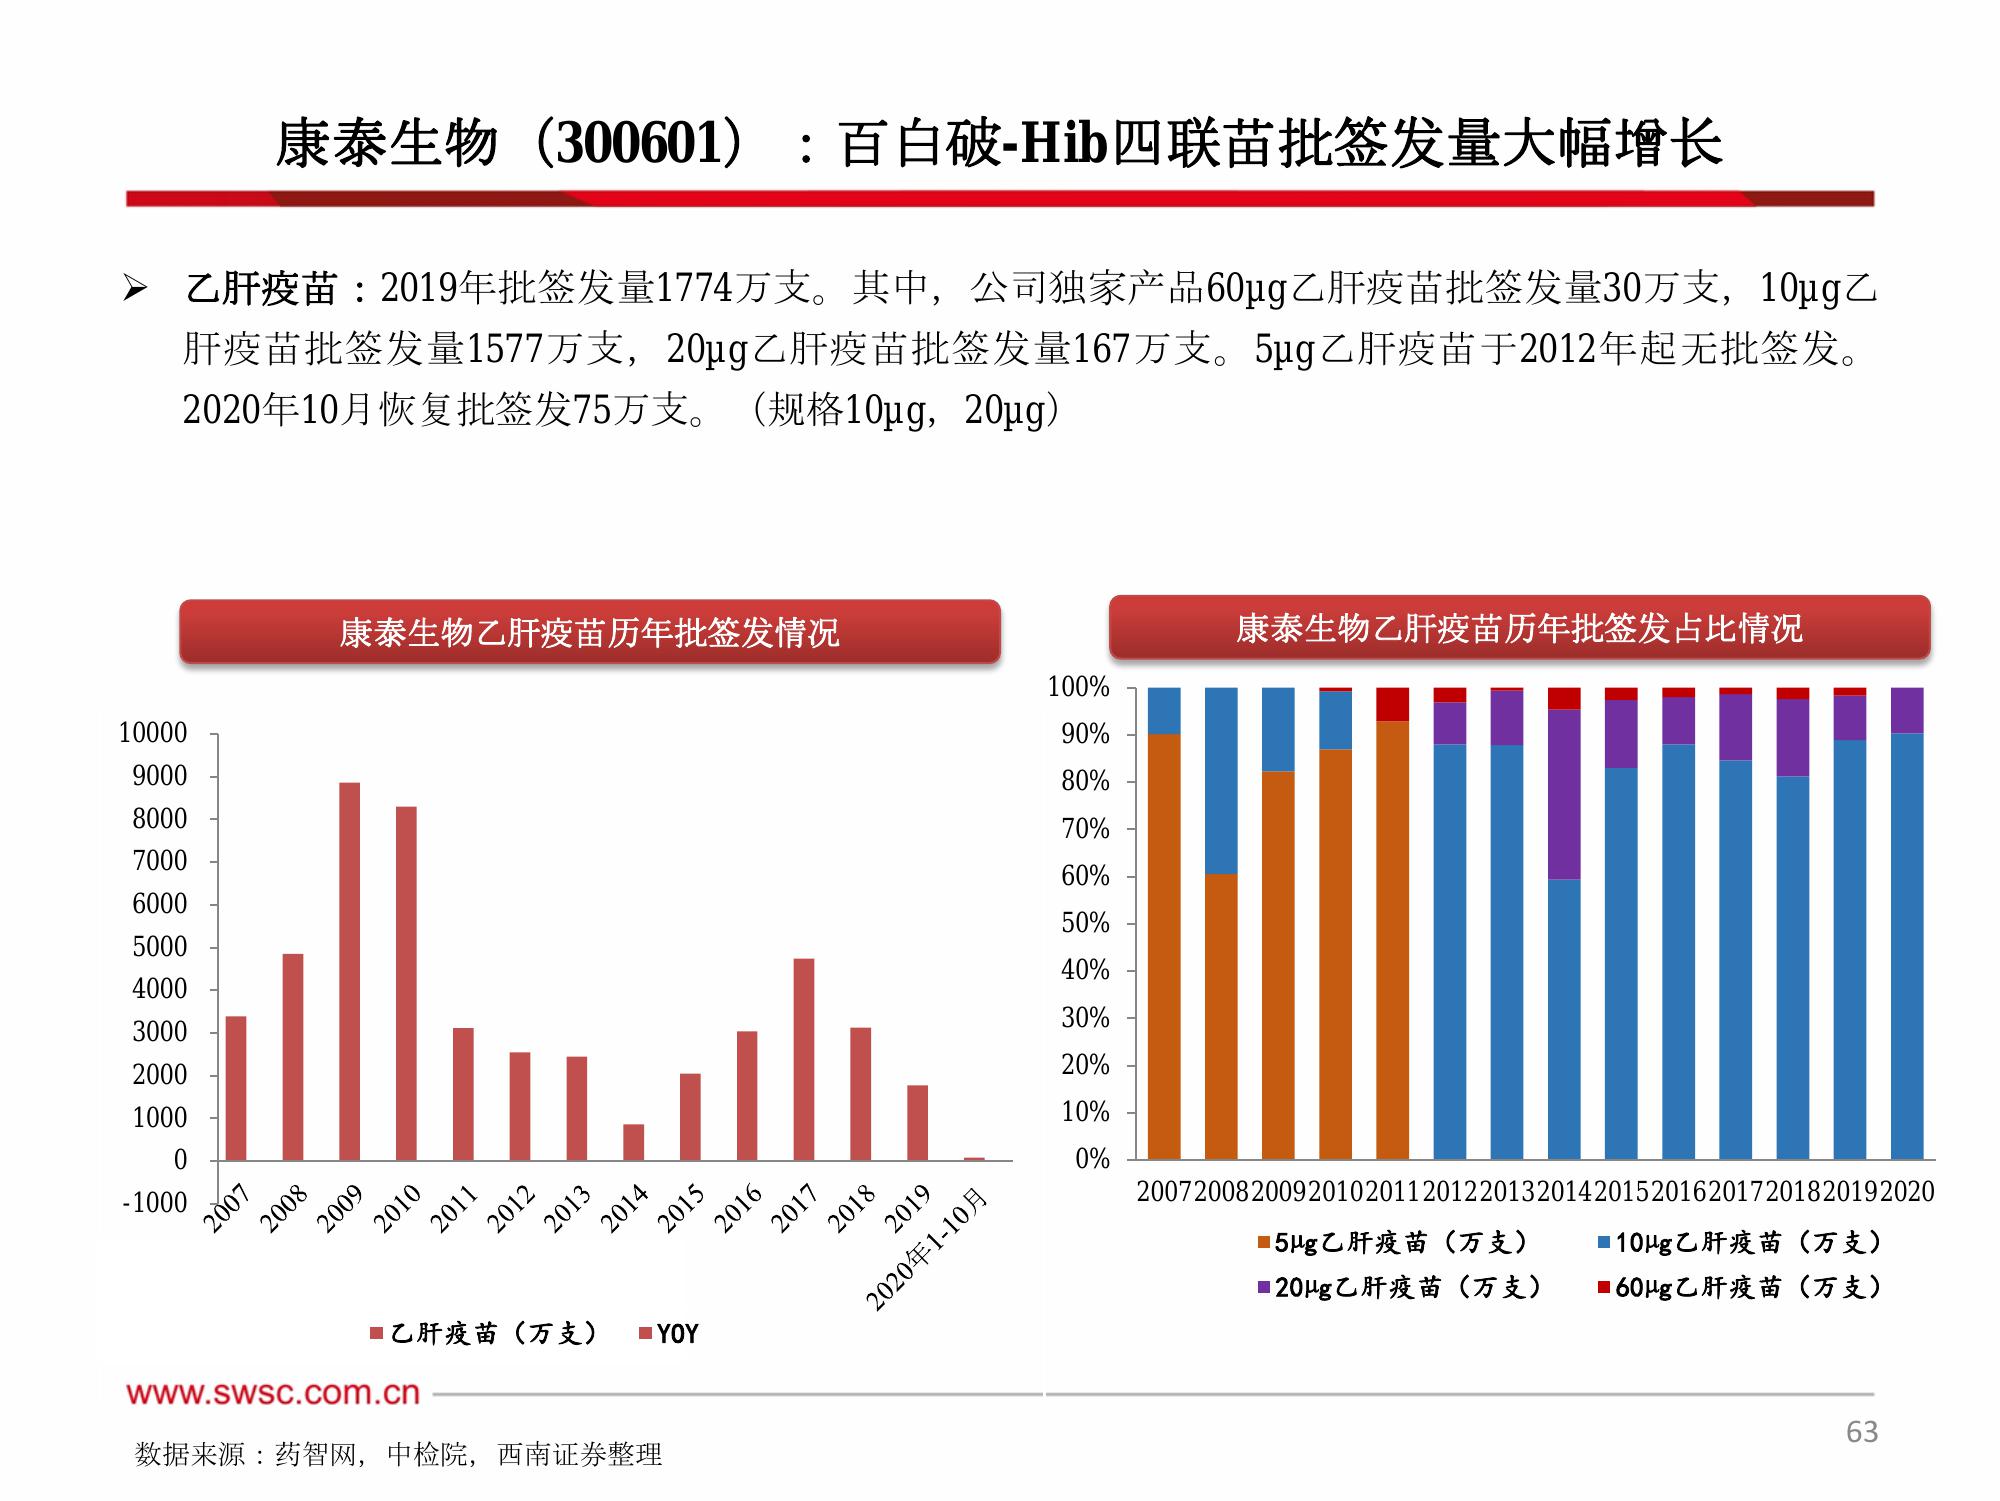 康泰生物（300601）：百白破-Hib四联苗批签发量大幅增长
➢ 乙肝疫苗：2019年批签发量1774万支。其中，公司独家产品60μg乙肝疫苗批签发量30万支，10μg乙
肝疫苗批签发量1577万支，20μg乙肝疫苗批签发量167万支。5μg乙肝疫苗于2012年起无批签发。
2020年10月恢复批签发75万支。（规格10μg，20μg）
康泰生物乙肝疫苗历年批签发情况
10000
9000
8000
7000
6000
5000
4000
3000
2000
1000
0
-1000
2007 2008 2009 2010 2011 2012 2013 2014 2015 2016 2017 2018 2019 2020年1-10月
乙肝疫苗（万支） YOY
康泰生物乙肝疫苗历年批签发占比情况
100%
90%
80%
70%
60%
50%
40%
30%
20%
10%
0%
2007 2008 2009 2010 2011 2012 2013 2014 2015 2016 2017 2018 2019 2020
5μg乙肝疫苗（万支） 10μg乙肝疫苗（万支）
20μg乙肝疫苗（万支） 60μg乙肝疫苗（万支）
www.swsc.com.cn
63
数据来源：药智网，中检院，西南证券整理